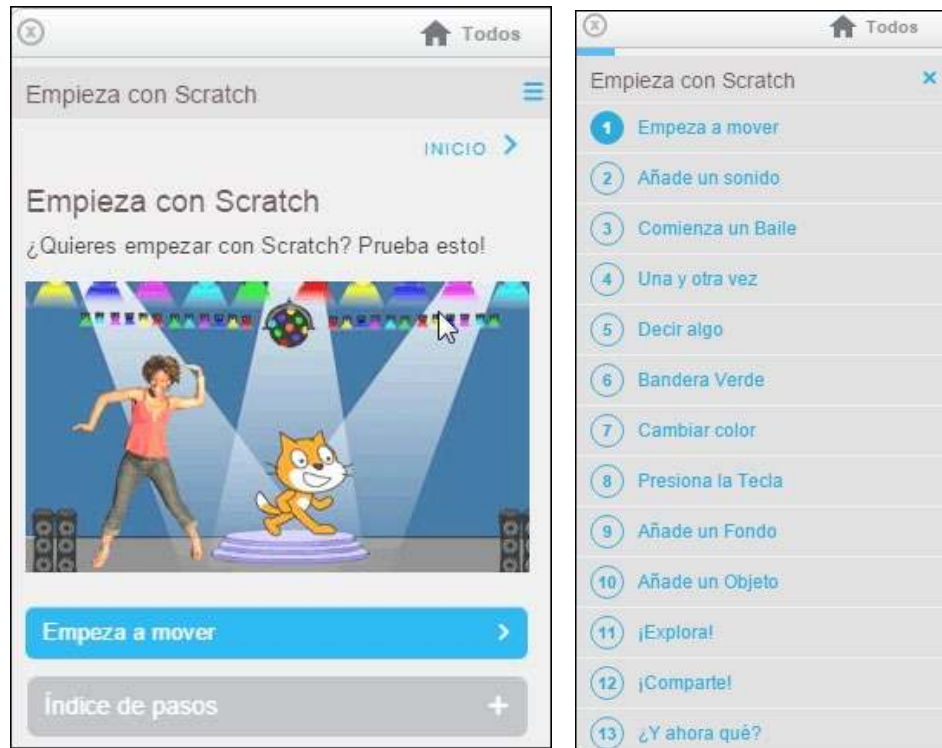 Todos
Empieza con Scratch
INICIO
Empieza con Scratch
¿Quieres empezar con Scratch? Prueba esto!
Empeza a mover
Índice de pasos
Todos
Empieza con Scratch
1 Empeza a mover
2 Añade un sonido
3 Comienza un Baile
4 Una y otra vez
5 Decir algo
6 Bandera Verde
7 Cambiar color
8 Presiona la Tecla
9 Añade un Fondo
10 Añade un Objeto
11 ¡Explora!
12 ¡Comparte!
13 ¿Y ahora què?